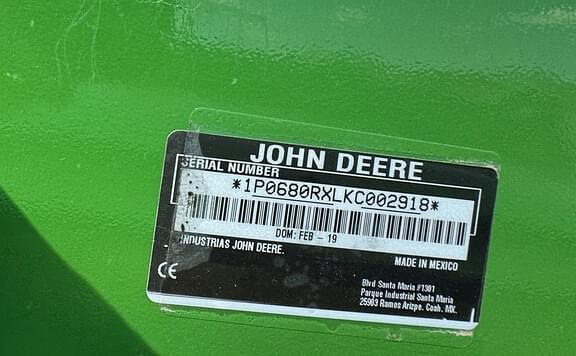 JOHN DEERE
SERIAL NUMBER
*1P0680RXLKC002918*
DOM: FEB - 19
INDUSTRIAS JOHN DEERE.
MADE IN MEXICO
CE
Blvd Santa Maria #1301
Parque Industrial Santa Maria
25903 Ramos Arizpe. Coah. MX.